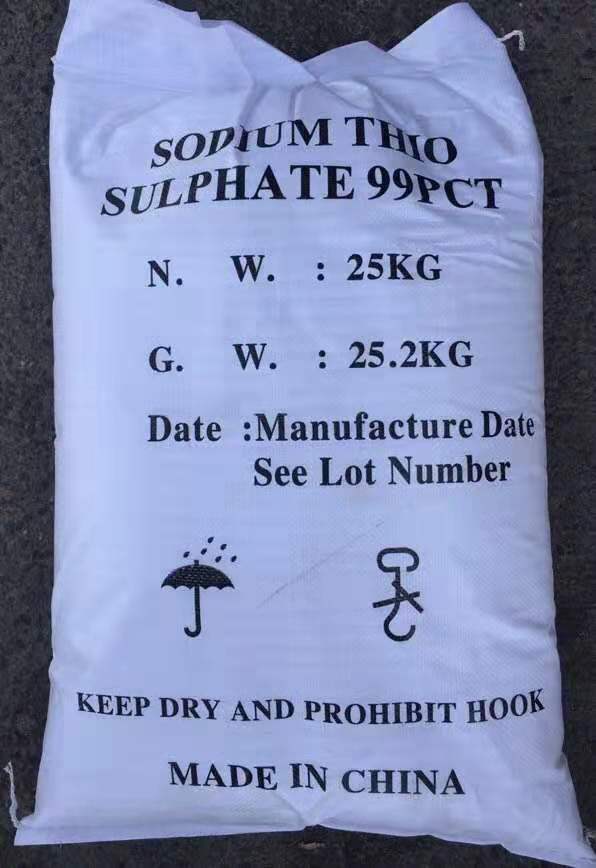 SODIUM THIO
SULPHATE 99PCT
N. W. : 25KG
G. W. : 25.2KG
Date :Manufacture Date
See Lot Number
KEEP DRY AND PROHIBIT HOOK
MADE IN CHINA